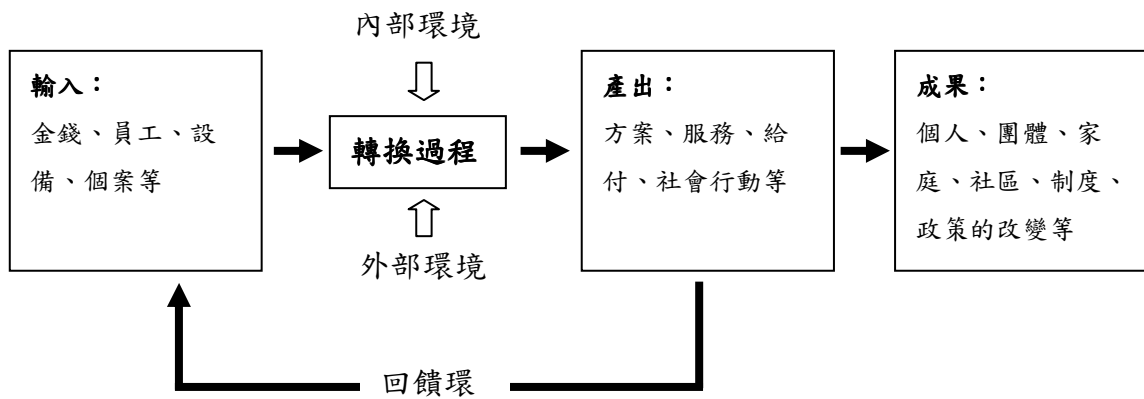 內部環境
輸入：
金錢、員工、設
備、個案等
轉換過程
外部環境
產出：
方案、服務、給
付、社會行動等
成果：
個人、團體、家
庭、社區、制度、
政策的改變等
回饋環